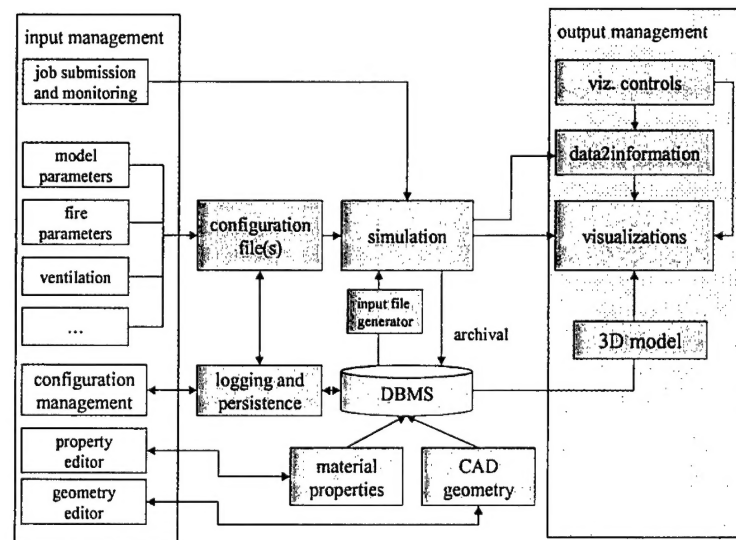 input management
job submission
and monitoring
model
parameters
fire
parameters
ventilation
...
configuration
management
property
editor
geometry
editor
configuration
file(s)
simulation
input file
generator
archival
logging and
persistence
DBMS
material
properties
CAD
geometry
output management
viz. controls
data2information
visualizations
3D model